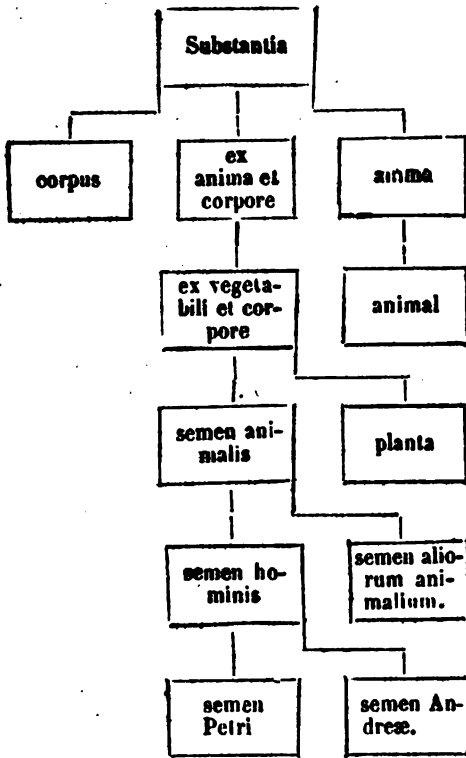 Substantia
corpus
ex
anima et
corpore
anima
ex vegeta-
bili et cor-
pore
animal
semen ani-
malis
planta
semen ho-
minis
semen alio-
rum ani-
malium.
semen
Petri
semen An-
dreæ.